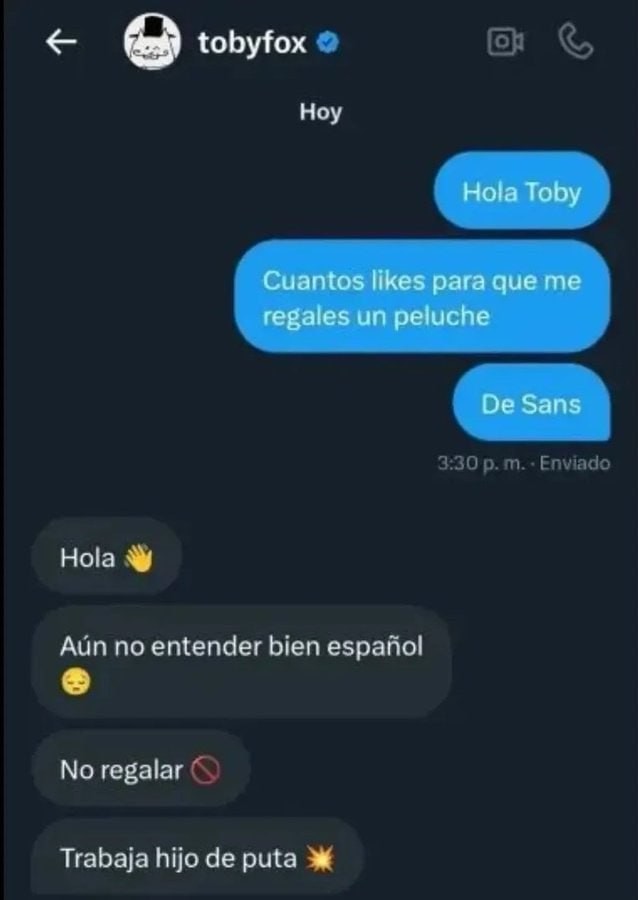 tobyfox
Hoy
Hola Toby
Cuantos likes para que me
regales un peluche
De Sans
3:30 p. m. · Enviado
Hola 👋
Aún no entender bien español
😔
No regalar 🚫
Trabaja hijo de puta 💥